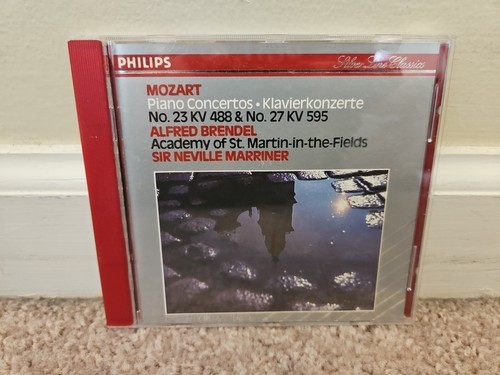 PHILIPS
Silver Line Classics
MOZART
Piano Concertos • Klavierkonzerte
No. 23 KV 488 & No. 27 KV 595
ALFRED BRENDEL
Academy of St. Martin-in-the-Fields
SIR NEVILLE MARRINER